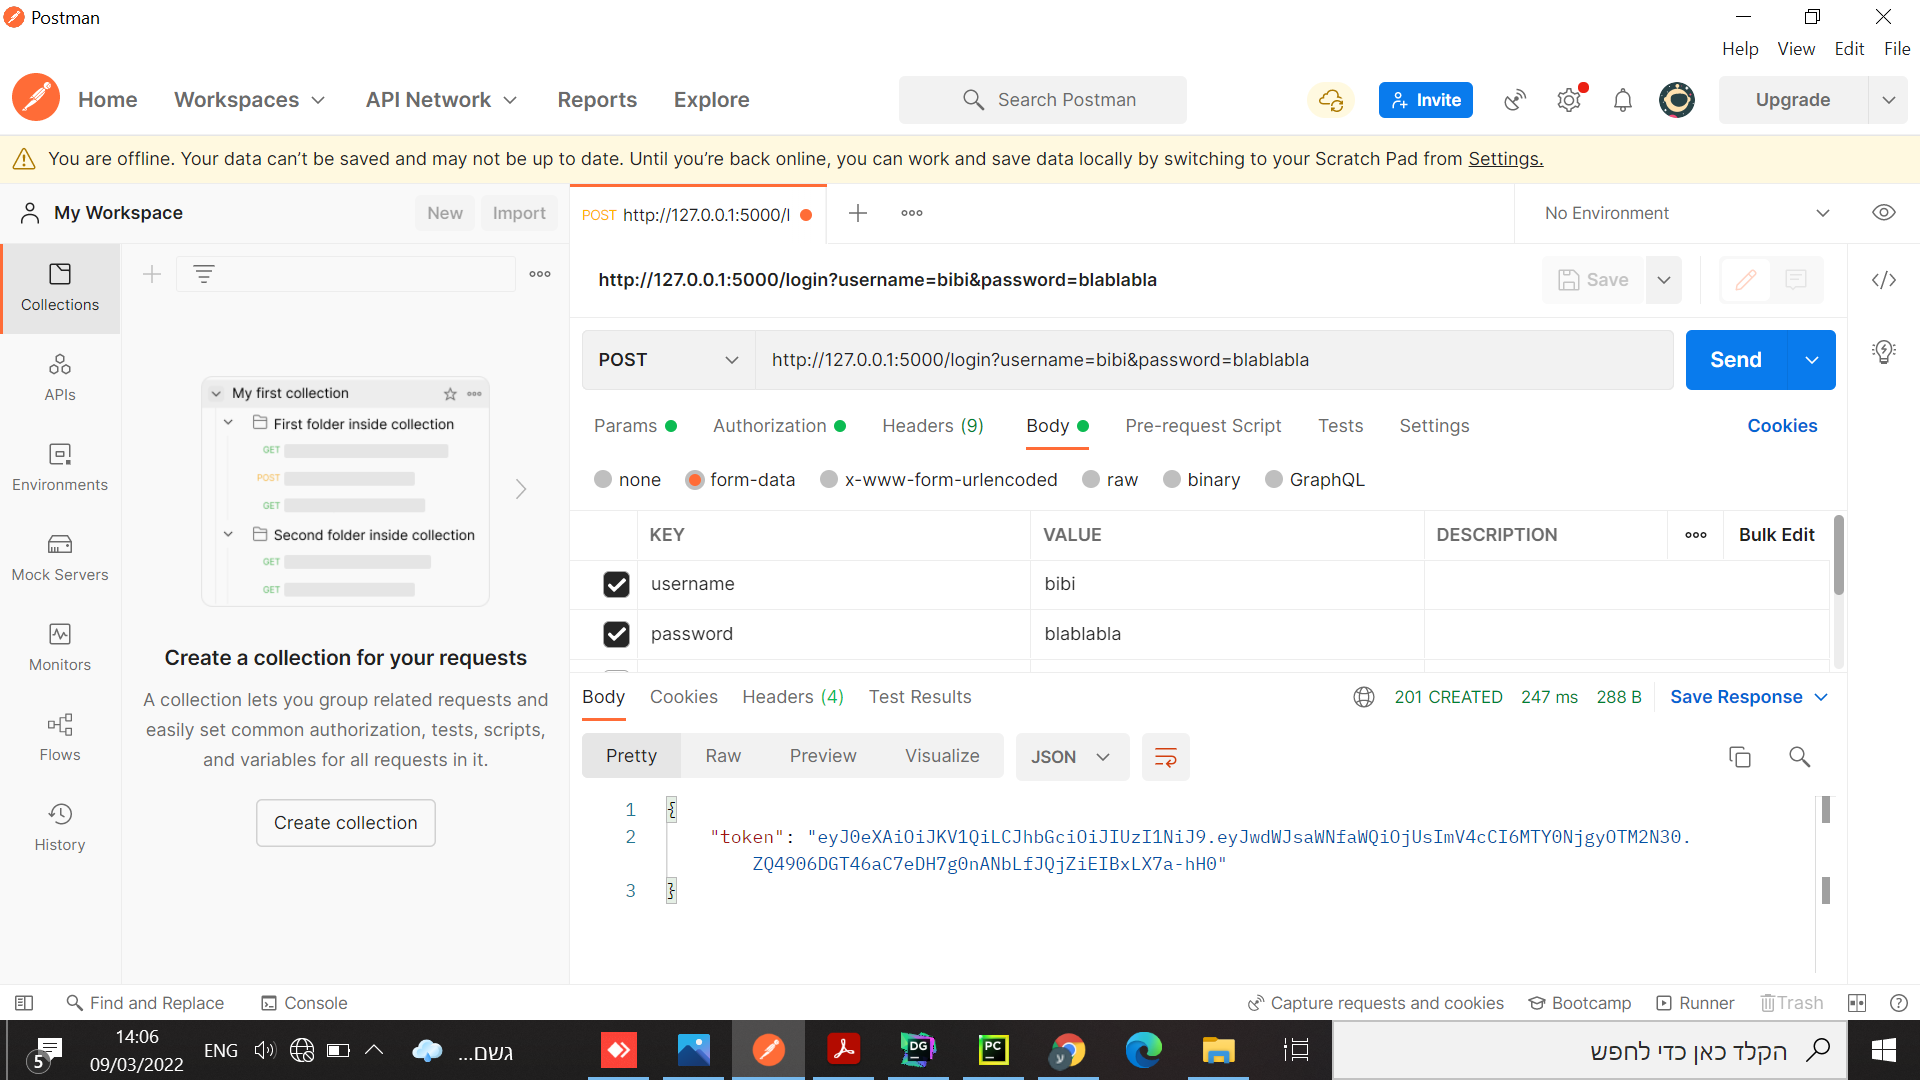 Postman
Help View Edit File
Home Workspaces API Network Reports Explore Search Postman Invite Upgrade
You are offline. Your data can’t be saved and may not be up to date. Until you’re back online, you can work and save data locally by switching to your Scratch Pad from Settings.
My Workspace New Import
POST http://127.0.0.1:5000/l
No Environment
Collections
APIs
Environments
Mock Servers
Monitors
Flows
History
My first collection
First folder inside collection
GET
POST
GET
Second folder inside collection
GET
GET
Create a collection for your requests
A collection lets you group related requests and
easily set common authorization, tests, scripts,
and variables for all requests in it.
Create collection
http://127.0.0.1:5000/login?username=bibi&password=blablabla
Save
POST http://127.0.0.1:5000/login?username=bibi&password=blablabla Send
Params Authorization Headers (9) Body Pre-request Script Tests Settings Cookies
none form-data x-www-form-urlencoded raw binary GraphQL
KEY VALUE DESCRIPTION Bulk Edit
username bibi
password blablabla
Body Cookies Headers (4) Test Results 201 CREATED 247 ms 288 B Save Response
Pretty Raw Preview Visualize JSON
1 {
2 "token": "eyJ0eXAiOiJKV1QiLCJhbGciOiJIUzI1NiJ9.eyJwdWJsaWNfaWQiOjUsImV4cCI6MTY0NjgyOTM2N30.
ZQ4906DGT46aC7eDH7g0nANbLfJQjZiEIBxLX7a-hH0"
3 }
Find and Replace Console Capture requests and cookies Bootcamp Runner Trash
5
14:06
09/03/2022
ENG
גשם...
DG
PC
ע
הקלד כאן כדי לחפש